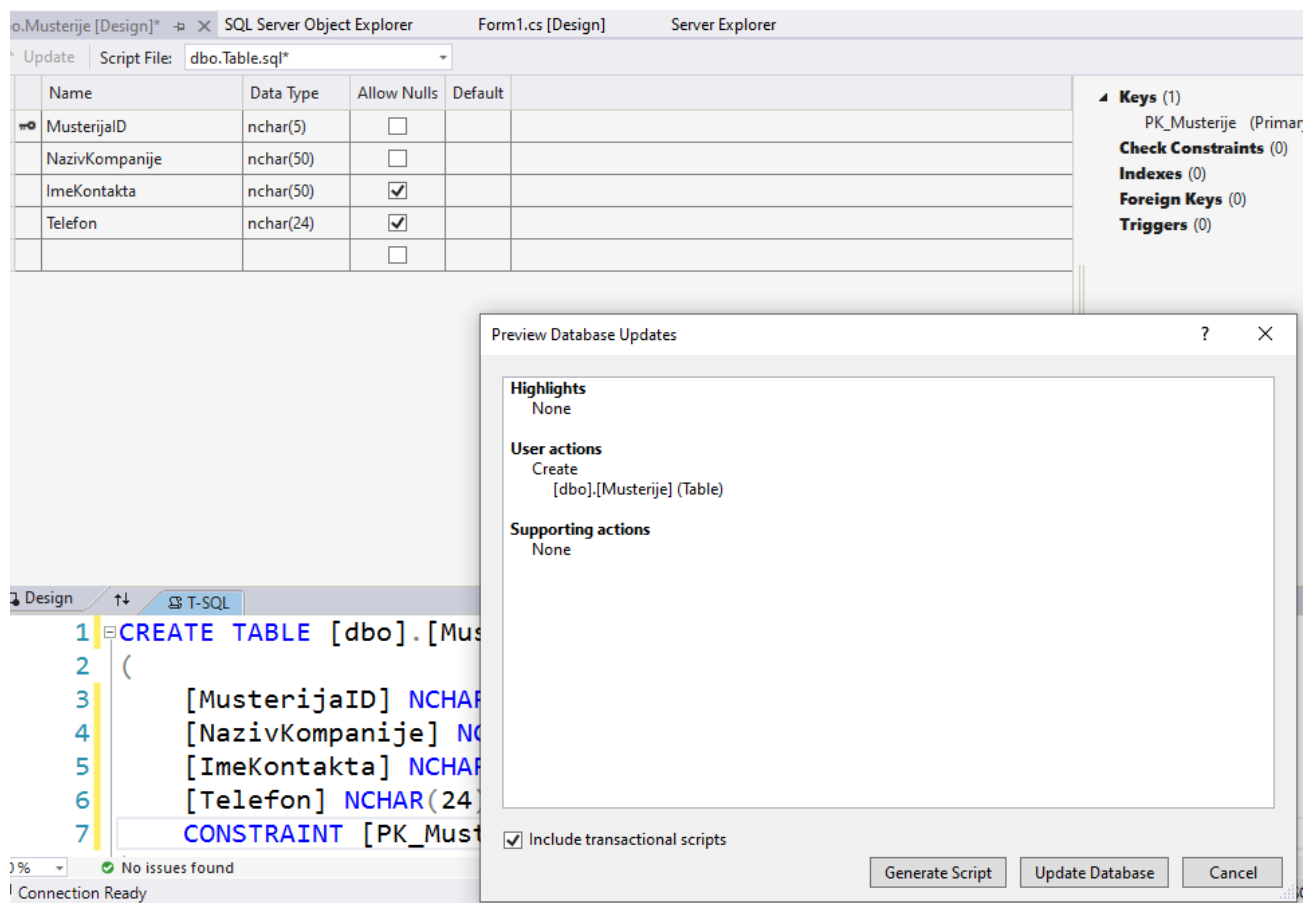 o.Musterije [Design]* SQL Server Object Explorer Form1.cs [Design] Server Explorer
Update Script File: dbo.Table.sql*
Name Data Type Allow Nulls Default
MusterijaID nchar(5)
NazivKompanije nchar(50)
ImeKontakta nchar(50)
Telefon nchar(24)
Keys (1)
PK_Musterije (Primar
Check Constraints (0)
Indexes (0)
Foreign Keys (0)
Triggers (0)
Preview Database Updates ?
Highlights
None
User actions
Create
[dbo].[Musterije] (Table)
Supporting actions
None
Include transactional scripts
Generate Script Update Database Cancel
Design T-SQL
1 CREATE TABLE [dbo].[Mus
2 (
3 [MusterijaID] NCHAR
4 [NazivKompanije] NC
5 [ImeKontakta] NCHAR
6 [Telefon] NCHAR(24)
7 CONSTRAINT [PK_Must
0 % No issues found
Connection Ready